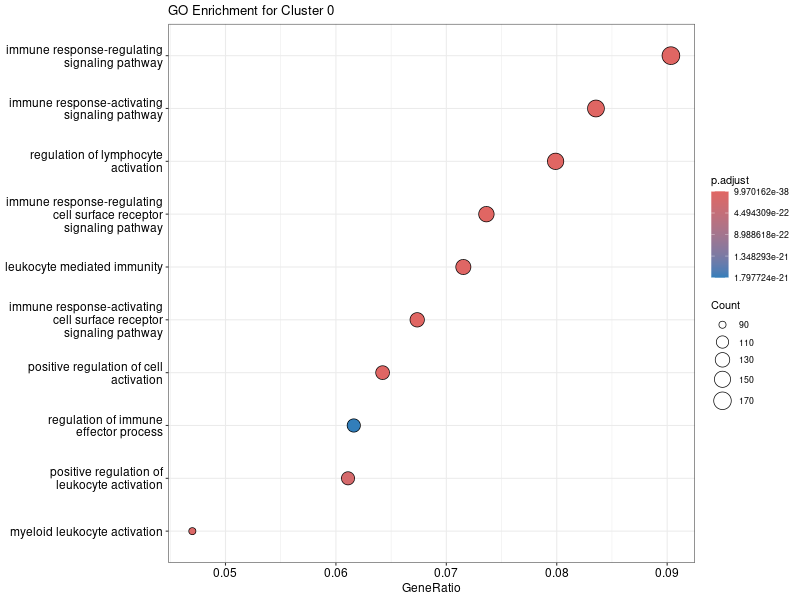 GO Enrichment for Cluster 0
immune response-regulating
signaling pathway
immune response-activating
signaling pathway
regulation of lymphocyte
activation
immune response-regulating
cell surface receptor
signaling pathway
leukocyte mediated immunity
immune response-activating
cell surface receptor
signaling pathway
positive regulation of cell
activation
regulation of immune
effector process
positive regulation of
leukocyte activation
myeloid leukocyte activation
0.05 0.06 0.07 0.08 0.09
GeneRatio
p.adjust
9.970162e-38
4.494309e-22
8.988618e-22
1.348293e-21
1.797724e-21
Count
90
110
130
150
170